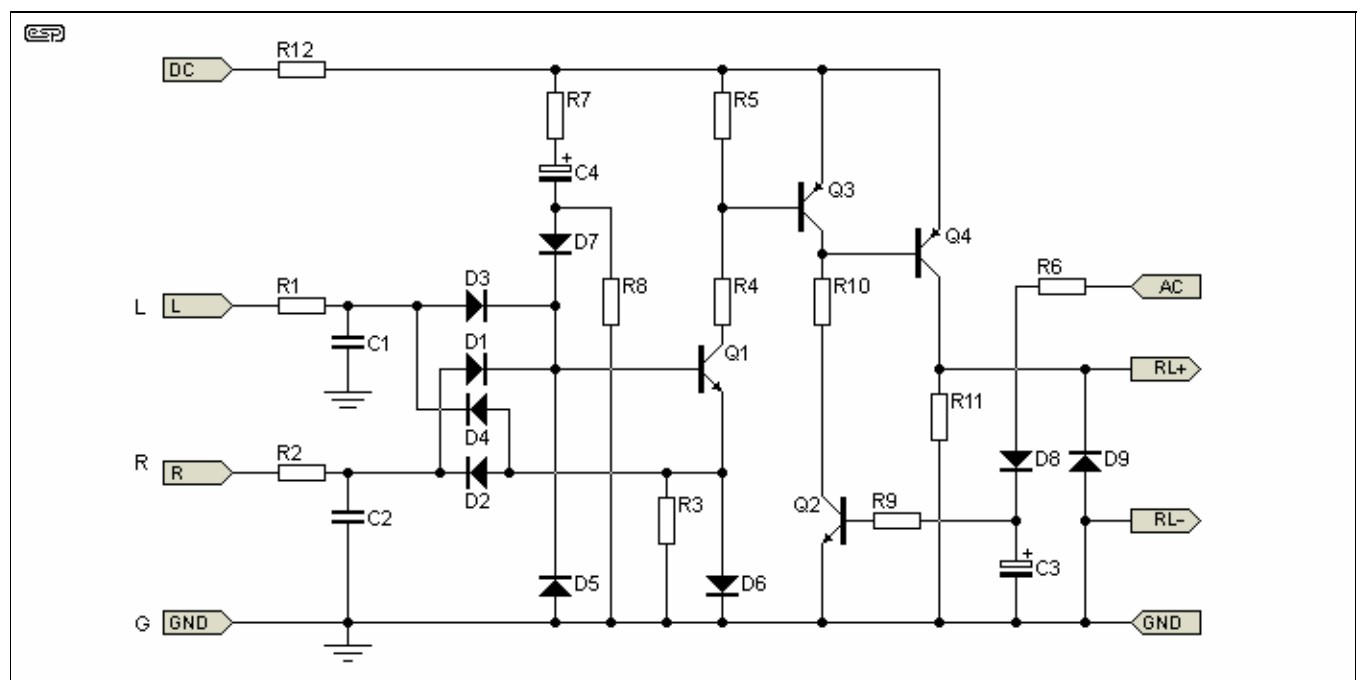 esp
R12
DC
R7
R5
+
C4
Q3
D7
Q4
R6
R1
D3
R8
R4
R10
AC
L
L
C1
D1
Q1
RL+
R11
D4
R
R2
D8
D9
R
D2
R3
Q2
R9
RL-
C2
+
C3
D5
D6
G
GND
GND